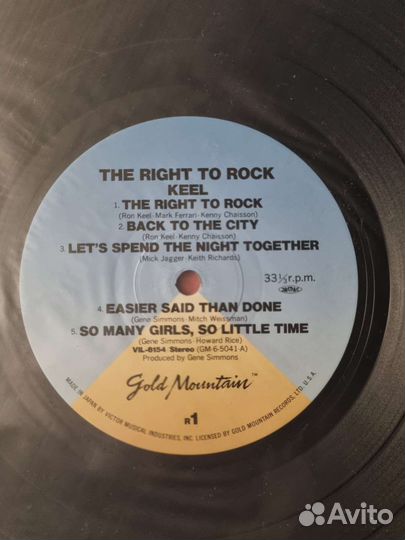 THE RIGHT TO ROCK
KEEL
1. THE RIGHT TO ROCK
(Ron Keel·Mark Ferrari·Kenny Chaisson)
2. BACK TO THE CITY
(Ron Keel·Kenny Chaisson)
3. LET'S SPEND THE NIGHT TOGETHER
(Mick Jagger·Keith Richards)
33⅓r.p.m.
4. EASIER SAID THAN DONE
(Gene Simmons·Mitch Weissman)
5. SO MANY GIRLS, SO LITTLE TIME
(Gene Simmons·Howard Rice)
VIL-6154 Stereo (GM-6-5041-A)
Produced by Gene Simmons
Gold Mountain™
R1
MADE IN JAPAN BY VICTOR MUSICAL INDUSTRIES, INC. LICENSED BY GOLD MOUNTAIN RECORDS, LTD. U.S.A.
Avito